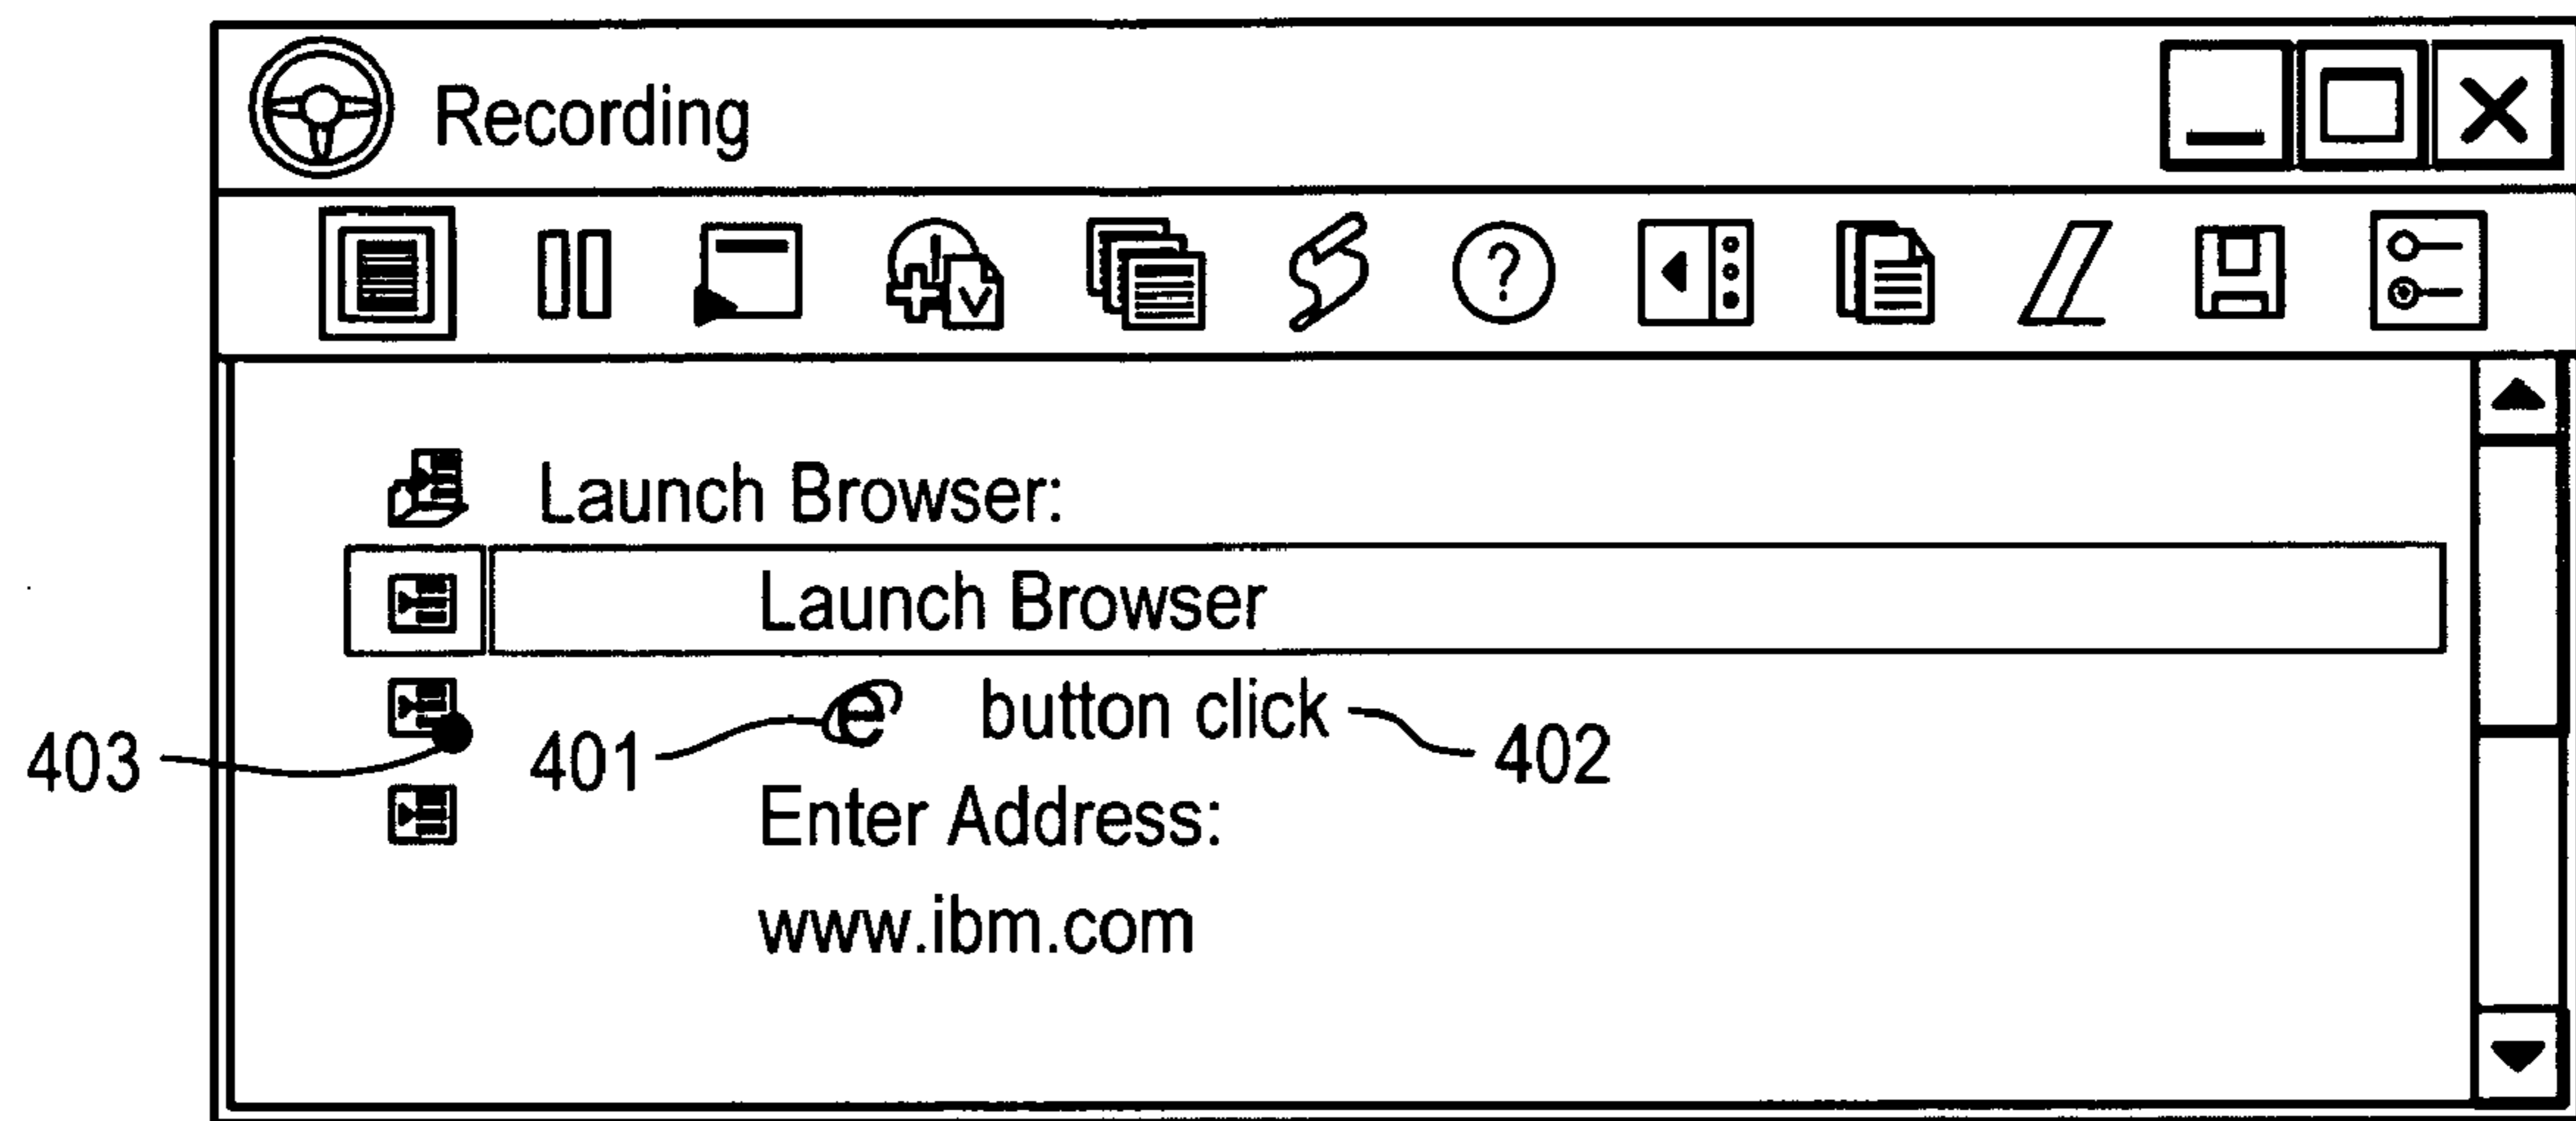 Recording
Launch Browser:
Launch Browser
e button click
403 401 402
Enter Address:
www.ibm.com